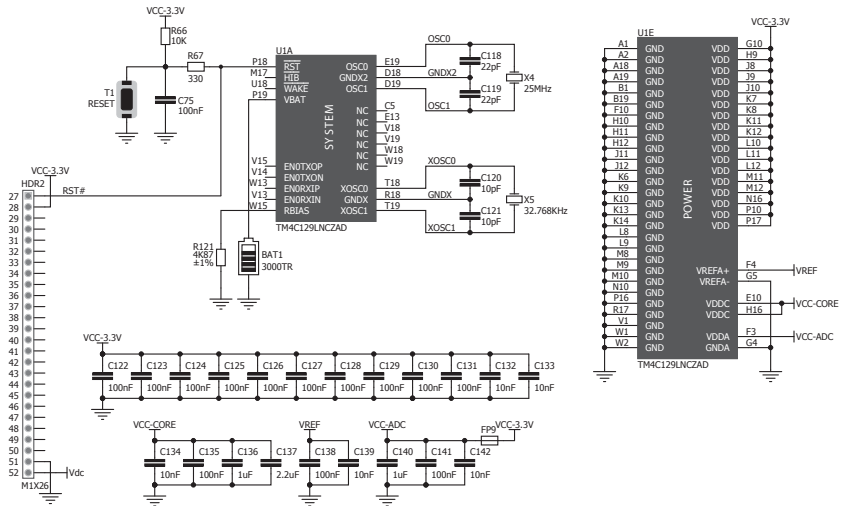 VCC-3.3V
R66
10K
R67
330
T1
RESET
C75
100nF
U1A
P18 RST OSC0 E19 OSC0
M17 HIB GNDX2 D18 GNDX2
U18 WAKE OSC1 D19 OSC1
P19 VBAT
C118
22pF
C119
22pF
X4
25MHz
SYSTEM
NC C5
NC E13
NC V18
NC V19
NC W18
NC W19
V15 EN0TXOP
V14 EN0TXON
W13 EN0RXIP XOSC0 T18 XOSC0
V13 EN0RXIN GNDX R18 GNDX
W15 RBIAS XOSC1 T19 XOSC1
TM4C129LNCZAD
C120
10pF
C121
10pF
X5
32.768KHz
R121
4K87
±1%
BAT1
3000TR
VCC-3.3V
HDR2
27 RST#
28
29
30
31
32
33
34
35
36
37
38
39
40
41
42
43
44
45
46
47
48
49
50
51
52 Vdc
M1X26
VCC-3.3V
C122 C123 C124 C125 C126 C127 C128 C129 C130 C131 C132 C133
100nF 100nF 100nF 100nF 100nF 100nF 100nF 100nF 100nF 100nF 10nF 10nF
VCC-CORE VREF VCC-ADC FP9 VCC-3.3V
C134 C135 C136 C137 C138 C139 C140 C141 C142
10nF 100nF 1uF 2.2uF 100nF 10nF 1uF 100nF 10nF
VCC-3.3V
U1E
A1 GND VDD G10
A2 GND VDD H9
A18 GND VDD J8
A19 GND VDD J9
B1 GND VDD J10
B19 GND VDD K7
F10 GND VDD K8
H10 GND VDD K11
H11 GND VDD K12
H12 GND VDD L10
J11 GND VDD L11
J12 GND VDD L12
K6 GND VDD M11
K9 GND VDD M12
K10 GND VDD N16
K13 GND VDD P10
K14 GND VDD P17
L8 GND
L9 GND
M8 GND
M9 GND VREFA+ F4 VREF
M10 GND VREFA- G5
N10 GND
P16 GND VDDC E10 VCC-CORE
R17 GND VDDC H16
V1 GND
W1 GND VDDA F3 VCC-ADC
W2 GND GNDA G4
POWER
TM4C129LNCZAD